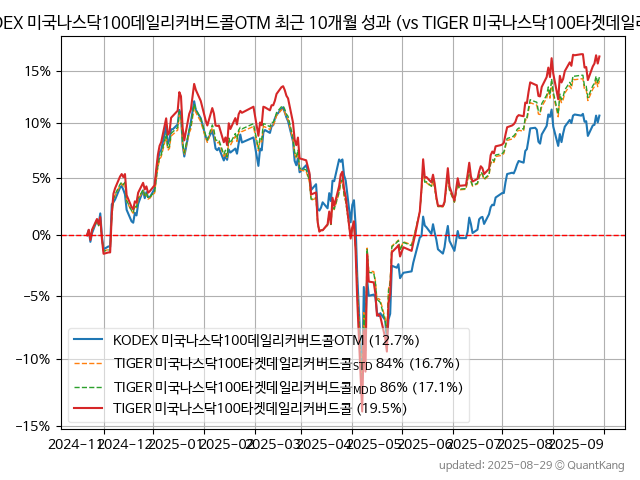 DEX 미국나스닥100데일리커버드콜OTM 최근 10개월 성과 (vs TIGER 미국나스닥100타겟데일리
15%
10%
5%
0%
−5%
−10%
−15%
KODEX 미국나스닥100데일리커버드콜OTM (12.7%)
TIGER 미국나스닥100타겟데일리커버드콜STD 84% (16.7%)
TIGER 미국나스닥100타겟데일리커버드콜MDD 86% (17.1%)
TIGER 미국나스닥100타겟데일리커버드콜 (19.5%)
2024-11 2024-12 2025-01 2025-02 2025-03 2025-04 2025-05 2025-06 2025-07 2025-08 2025-09
updated: 2025-08-29 © QuantKang